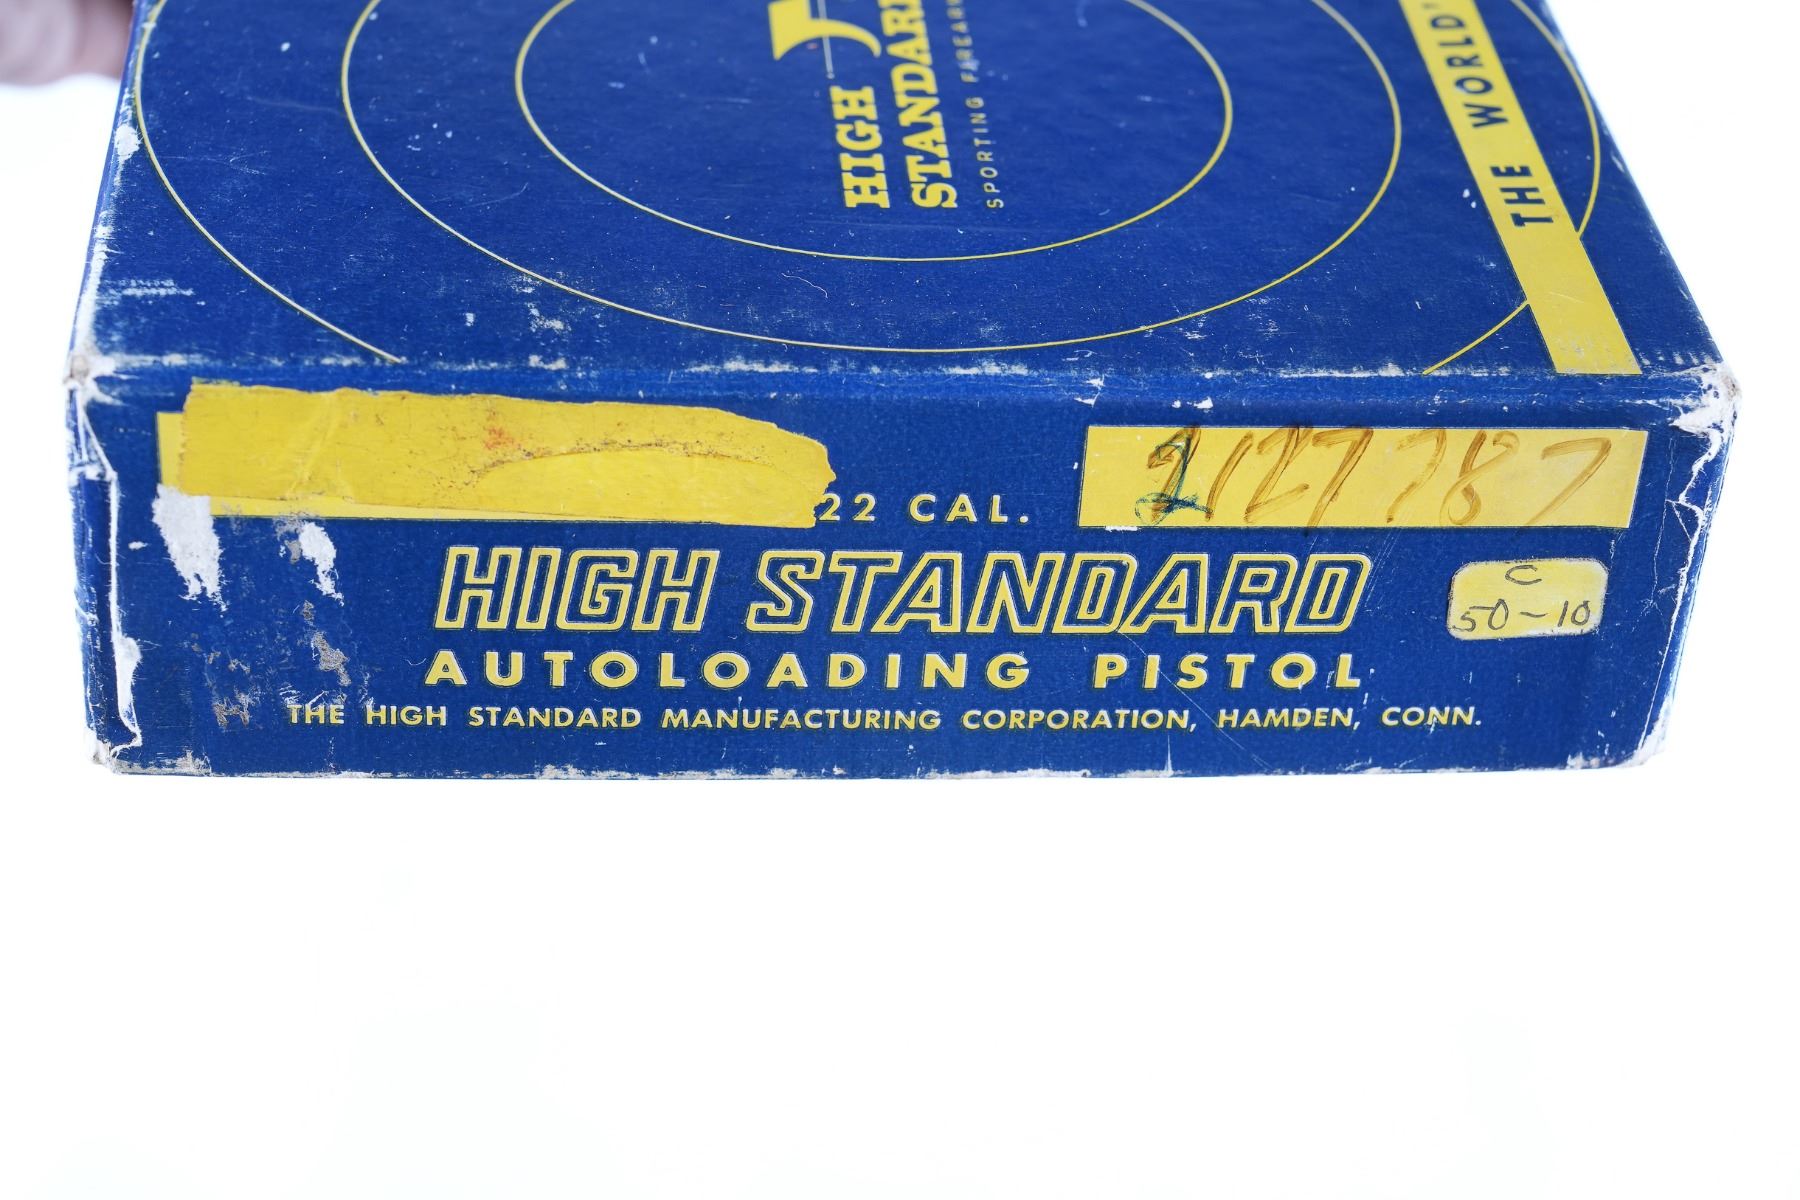 HIGH
STANDARD
SPORTING FIREARM
THE WORLD'
22 CAL.
2127787
HIGH STANDARD
C
50-10
AUTOLOADING PISTOL
THE HIGH STANDARD MANUFACTURING CORPORATION, HAMDEN, CONN.